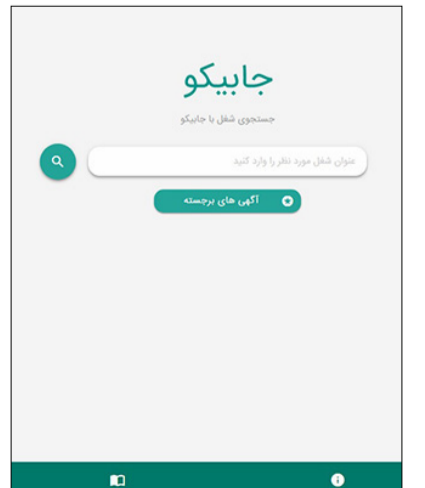 جابیکو
جستجوی شغل با جابیکو
عنوان شغل مورد نظر را وارد کنید
آگهی های برجسته